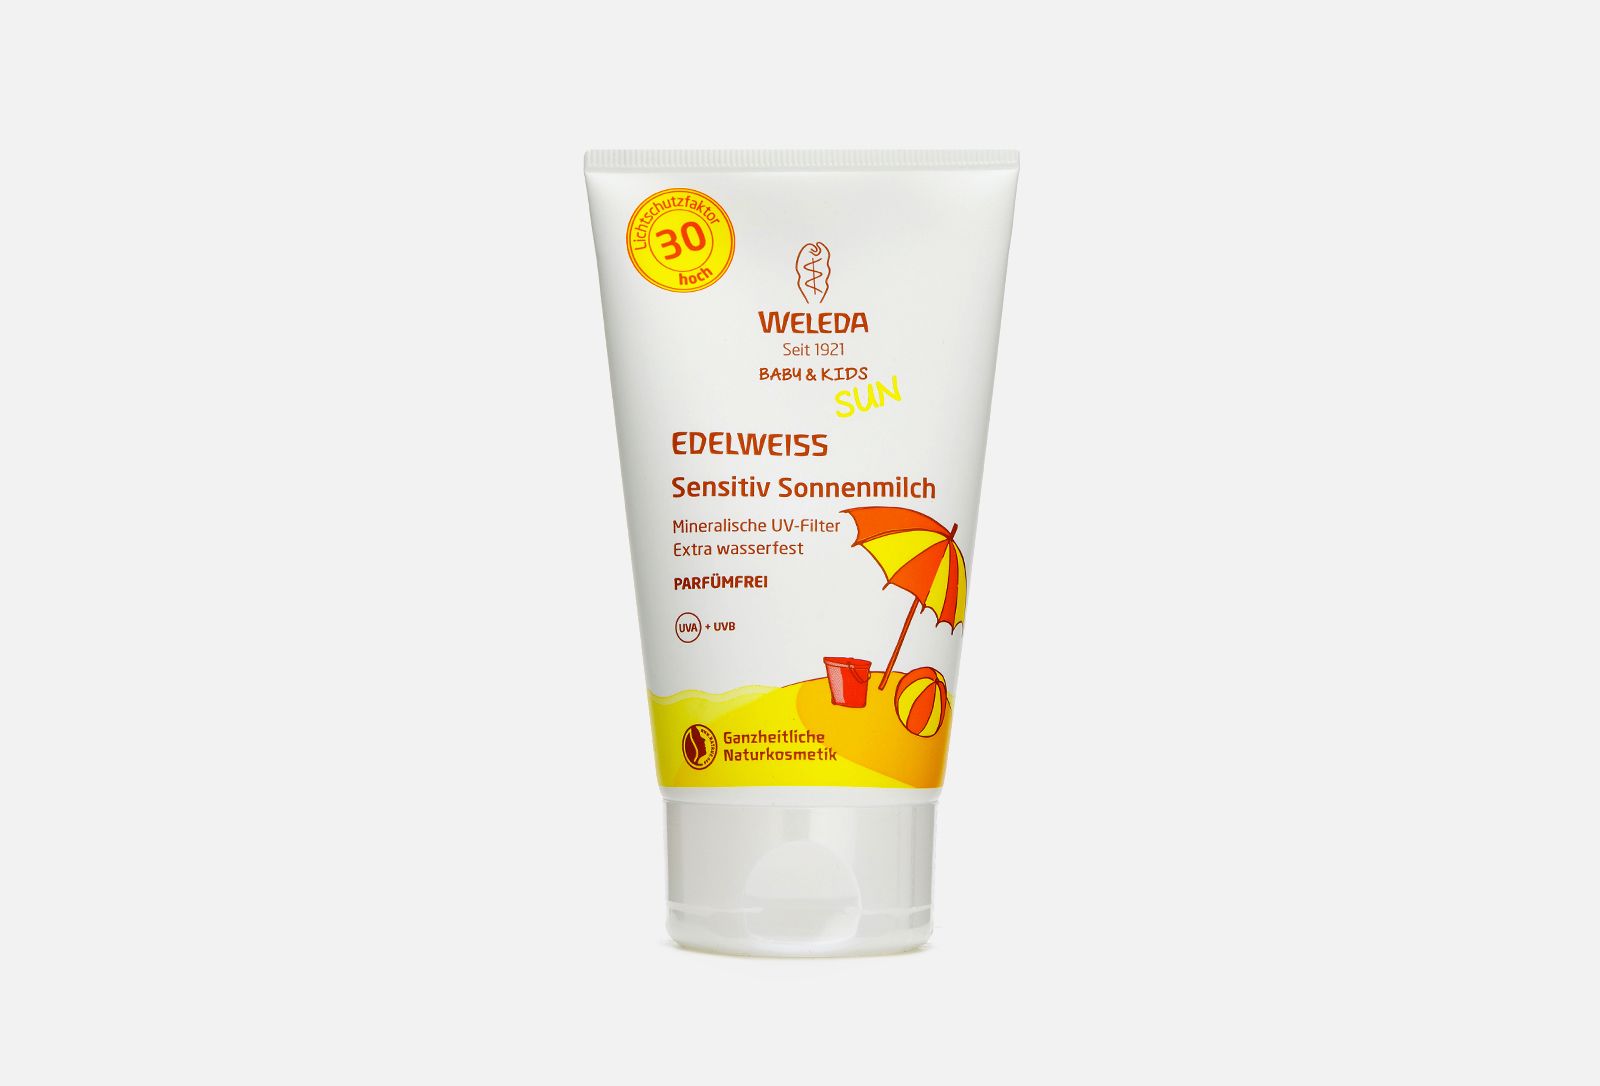 Lichtschutzfaktor
30
hoch
WELEDA
Seit 1921
BABY & KIDS
SUN
EDELWEISS
Sensitiv Sonnenmilch
Mineralische UV-Filter
Extra wasserfest
PARFÜMFREI
UVA + UVB
Ganzheitliche
Naturkosmetik